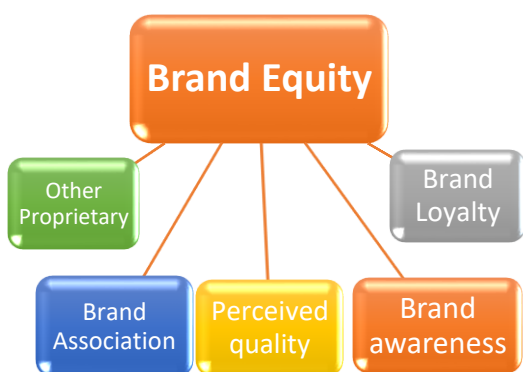 Brand Equity
Other
Proprietary
Brand
Loyalty
Brand
Association
Perceived
quality
Brand
awareness